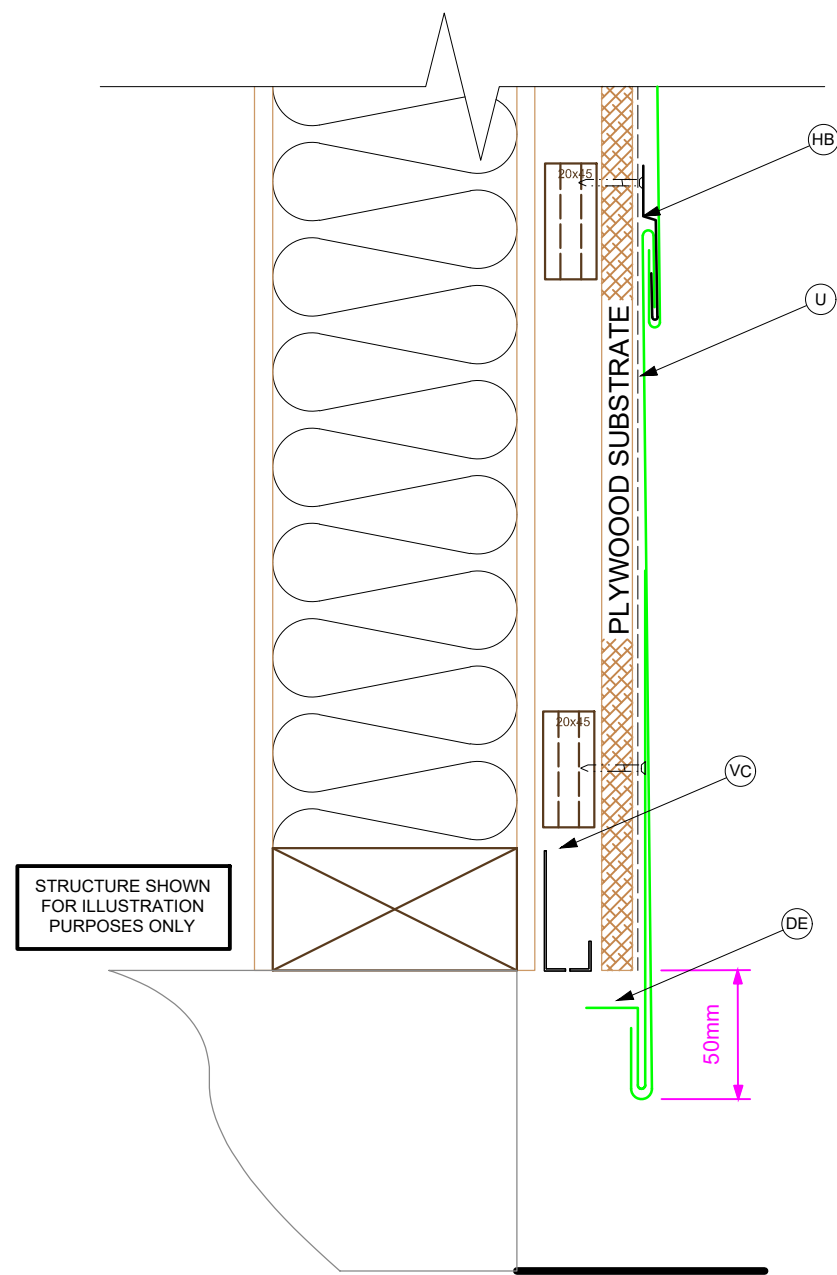 HB
20x45
U
PLYWOOOD SUBSTRATE
20x45
VC
STRUCTURE SHOWN
FOR ILLUSTRATION
PURPOSES ONLY
DE
50mm